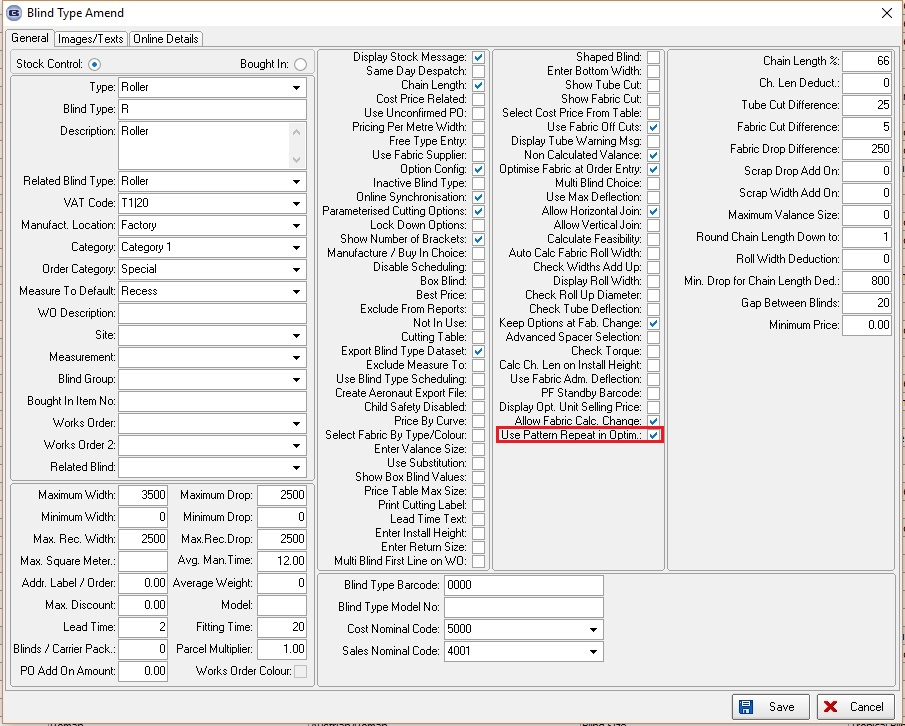 Blind Type Amend
General Images/Texts Online Details
Stock Control: Bought In:
Type: Roller
Blind Type: R
Description: Roller
Related Blind Type: Roller
VAT Code: T1|20
Manufact. Location: Factory
Category: Category 1
Order Category: Special
Measure To Default: Recess
WO Description:
Site:
Measurement:
Blind Group:
Bought In Item No:
Works Order:
Works Order 2:
Related Blind:
Maximum Width: 3500 Maximum Drop: 2500
Minimum Width: 0 Minimum Drop: 0
Max. Rec. Width: 2500 Max.Rec.Drop: 2500
Max. Square Meter.: Avg. Man.Time: 12.00
Addr. Label / Order: 0.00 Average Weight: 0
Max. Discount: 0.00 Model:
Lead Time: 2 Fitting Time: 20
Blinds / Carrier Pack.: 0 Parcel Multiplier: 1.00
PO Add On Amount: 0.00 Works Order Colour:
Display Stock Message:
Same Day Despatch:
Chain Length:
Cost Price Related:
Use Unconfirmed PO:
Pricing Per Metre Width:
Free Type Entry:
Use Fabric Supplier:
Option Config:
Inactive Blind Type:
Online Synchronisation:
Parameterised Cutting Options:
Lock Down Options:
Show Number of Brackets:
Manufacture / Buy In Choice:
Disable Scheduling:
Box Blind:
Best Price:
Exclude From Reports:
Not In Use:
Cutting Table:
Export Blind Type Dataset:
Exclude Measure To:
Use Blind Type Scheduling:
Create Aeronaut Export File:
Child Safety Disabled:
Price By Curve:
Select Fabric By Type/Colour:
Enter Valance Size:
Use Substitution:
Show Box Blind Values:
Price Table Max Size:
Print Cutting Label:
Lead Time Text:
Enter Install Height:
Enter Return Size:
Multi Blind First Line on WO:
Shaped Blind:
Enter Bottom Width:
Show Tube Cut:
Show Fabric Cut:
Select Cost Price From Table:
Use Fabric Off Cuts:
Display Tube Warning Msg:
Non Calculated Valance:
Optimise Fabric at Order Entry:
Multi Blind Choice:
Use Max Deflection:
Allow Horizontal Join:
Allow Vertical Join:
Calculate Feasibility:
Auto Calc Fabric Roll Width:
Check Widths Add Up:
Display Roll Width:
Check Roll Up Diameter:
Check Tube Deflection:
Keep Options at Fab. Change:
Advanced Spacer Selection:
Check Torque:
Calc Ch. Len on Install Height:
Use Fabric Adm. Deflection:
PF Standby Barcode:
Display Opt. Unit Selling Price:
Allow Fabric Calc. Change:
Use Pattern Repeat in Optim.:
Chain Length %: 66
Ch. Len Deduct.: 0
Tube Cut Difference: 25
Fabric Cut Difference: 5
Fabric Drop Difference: 250
Scrap Drop Add On: 0
Scrap Width Add On: 0
Maximum Valance Size: 0
Round Chain Length Down to: 1
Roll Width Deduction: 0
Min. Drop for Chain Length Ded.: 800
Gap Between Blinds: 20
Minimum Price: 0.00
Blind Type Barcode: 0000
Blind Type Model No:
Cost Nominal Code: 5000
Sales Nominal Code: 4001
Save Cancel